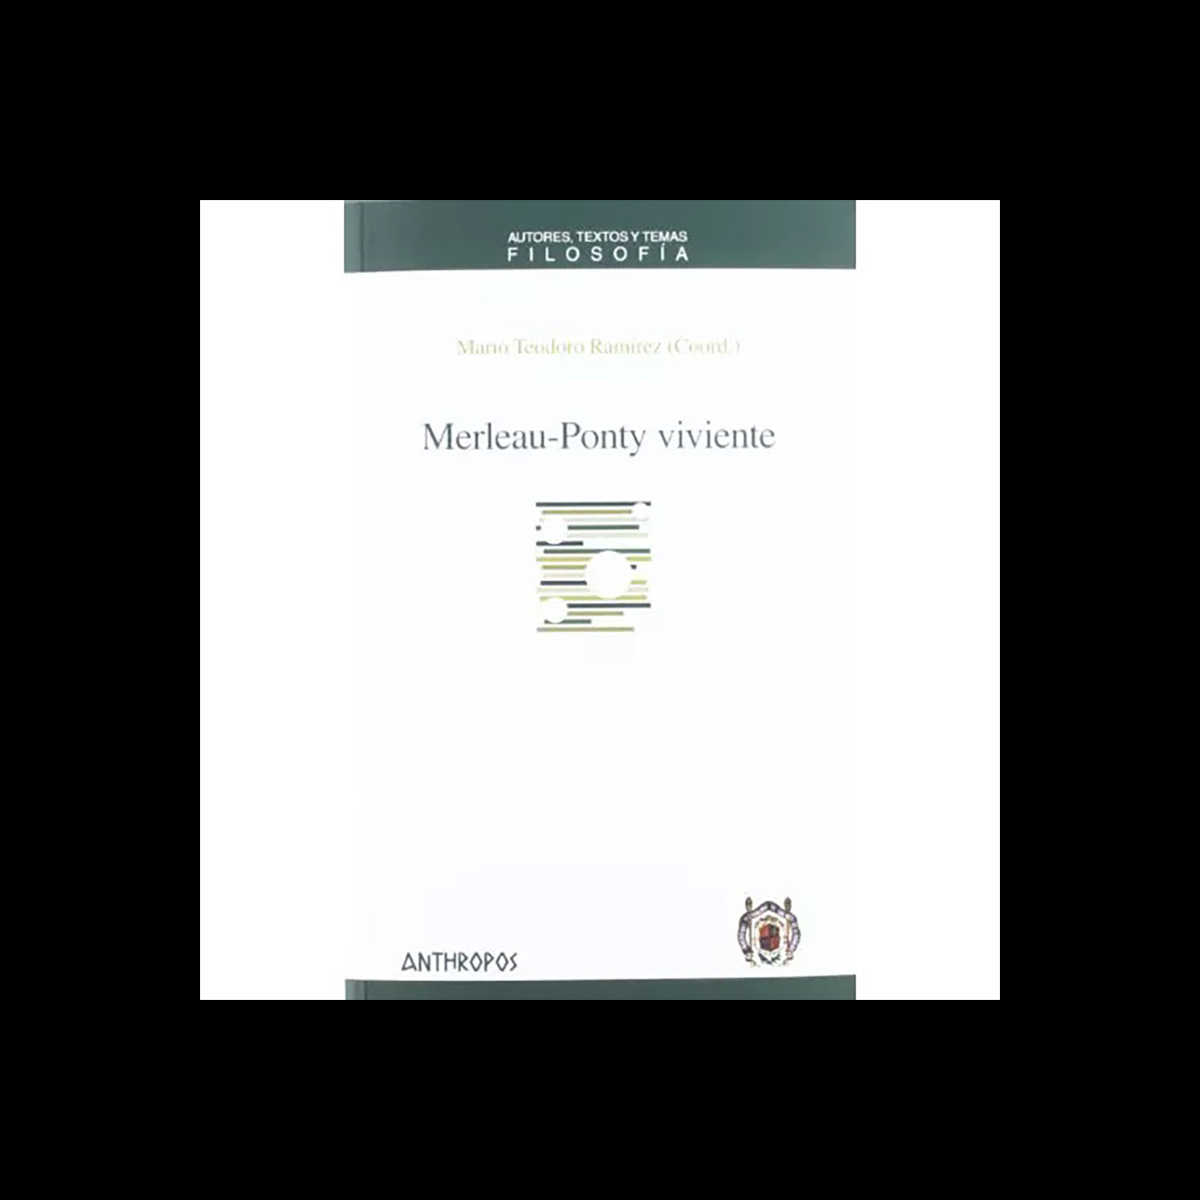 AUTORES, TEXTOS Y TEMAS
FILOSOFÍA
Mario Teodoro Ramírez (Coord.)
Merleau-Ponty viviente
ANTHROPOS